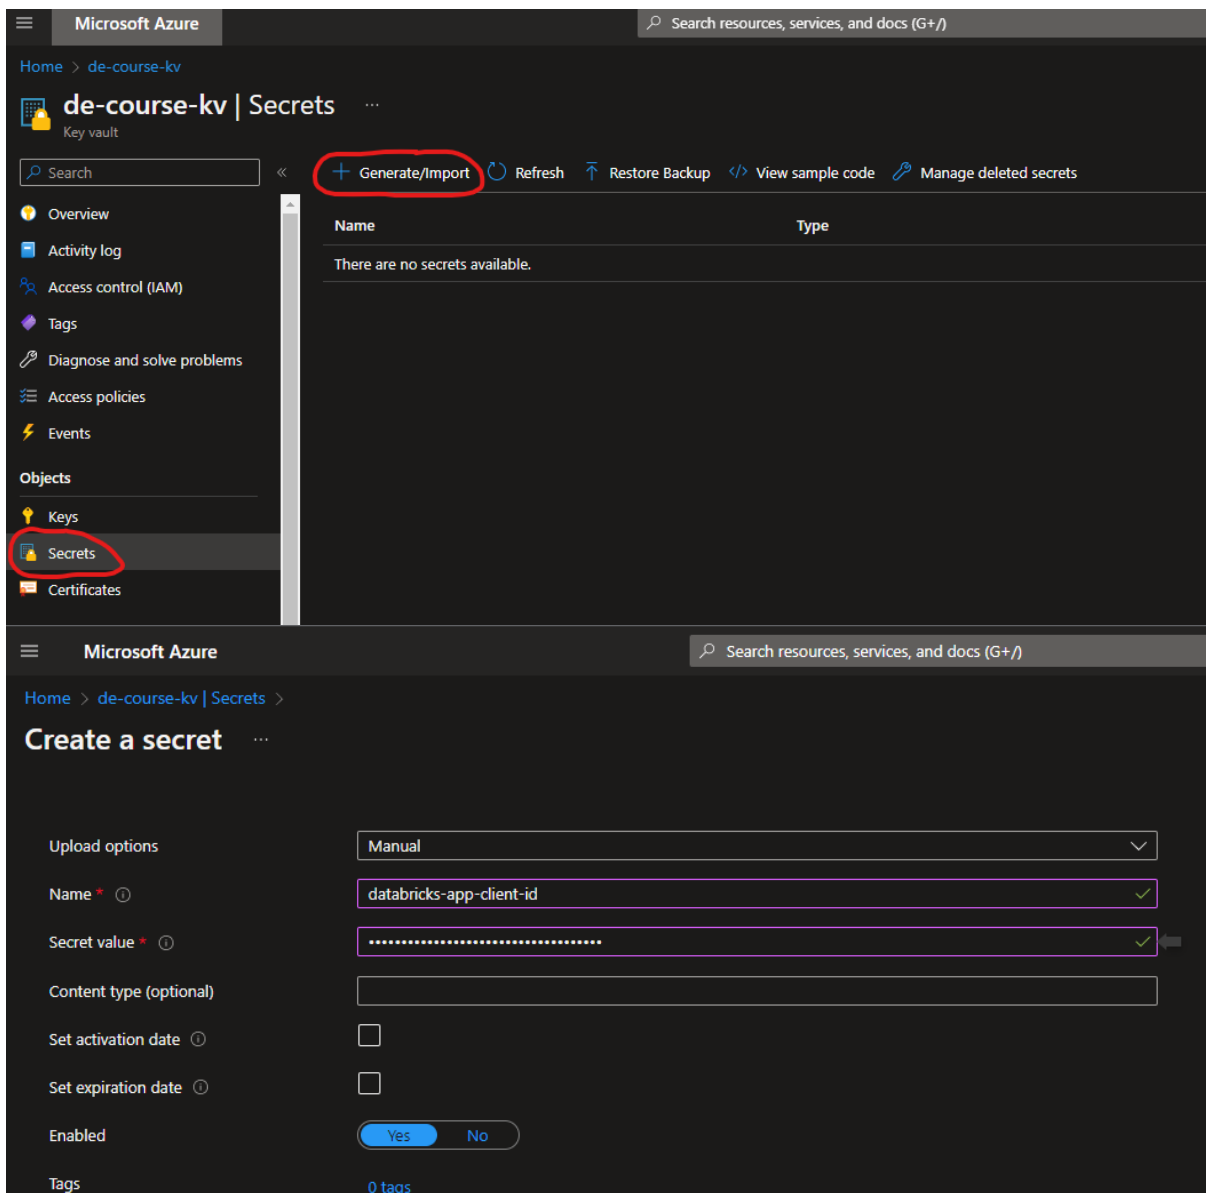 Microsoft Azure
Search resources, services, and docs (G+/)
Home > de-course-kv
de-course-kv | Secrets ...
Key vault
Search
«
Generate/Import Refresh Restore Backup View sample code Manage deleted secrets
Overview
Activity log
Access control (IAM)
Tags
Diagnose and solve problems
Access policies
Events
Objects
Keys
Secrets
Certificates
Name Type
There are no secrets available.
Microsoft Azure
Search resources, services, and docs (G+/)
Home > de-course-kv | Secrets >
Create a secret ...
Upload options Manual
Name * databricks-app-client-id
Secret value * ••••••••••••••••••••••••••••••••••••
Content type (optional)
Set activation date
Set expiration date
Enabled Yes No
Tags 0 tags